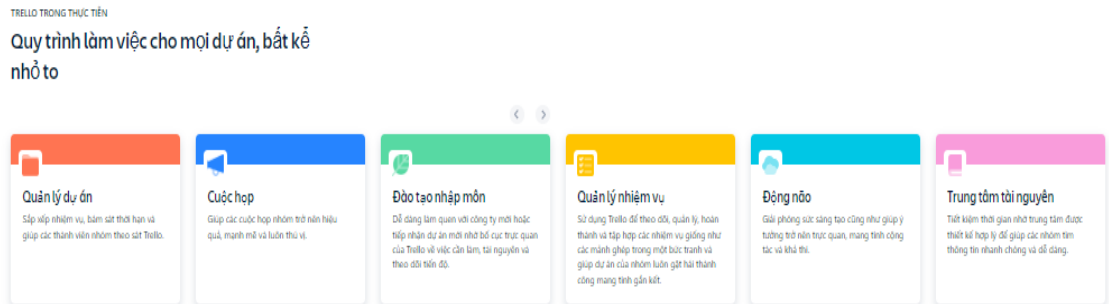 TRELLO TRONG THỰC TIỄN
Quy trình làm việc cho mọi dự án, bất kể
nhỏ to
Quản lý dự án
Sắp xếp nhiệm vụ, bám sát thời hạn và
giúp các thành viên nhóm theo sát Trello.
Cuộc họp
Giúp các cuộc họp nhóm trở nên hiệu
quả, mạnh mẽ và luôn thú vị.
Đào tạo nhập môn
Dễ dàng làm quen với công ty mới hoặc
tiếp nhận dự án mới nhờ bố cục trực quan
của Trello về việc cần làm, tài nguyên và
theo dõi tiến độ.
Quản lý nhiệm vụ
Sử dụng Trello để theo dõi, quản lý, hoàn
thành và tập hợp các nhiệm vụ giống như
các mảnh ghép trong một bức tranh và
giúp dự án của nhóm luôn gặt hái thành
công mang tính gắn kết.
Động não
Giải phóng sức sáng tạo cũng như giúp ý
tưởng trở nên trực quan, mang tính cộng
tác và khả thi.
Trung tâm tài nguyên
Tiết kiệm thời gian nhờ trung tâm được
thiết kế hợp lý để giúp các nhóm tìm
thông tin nhanh chóng và dễ dàng.